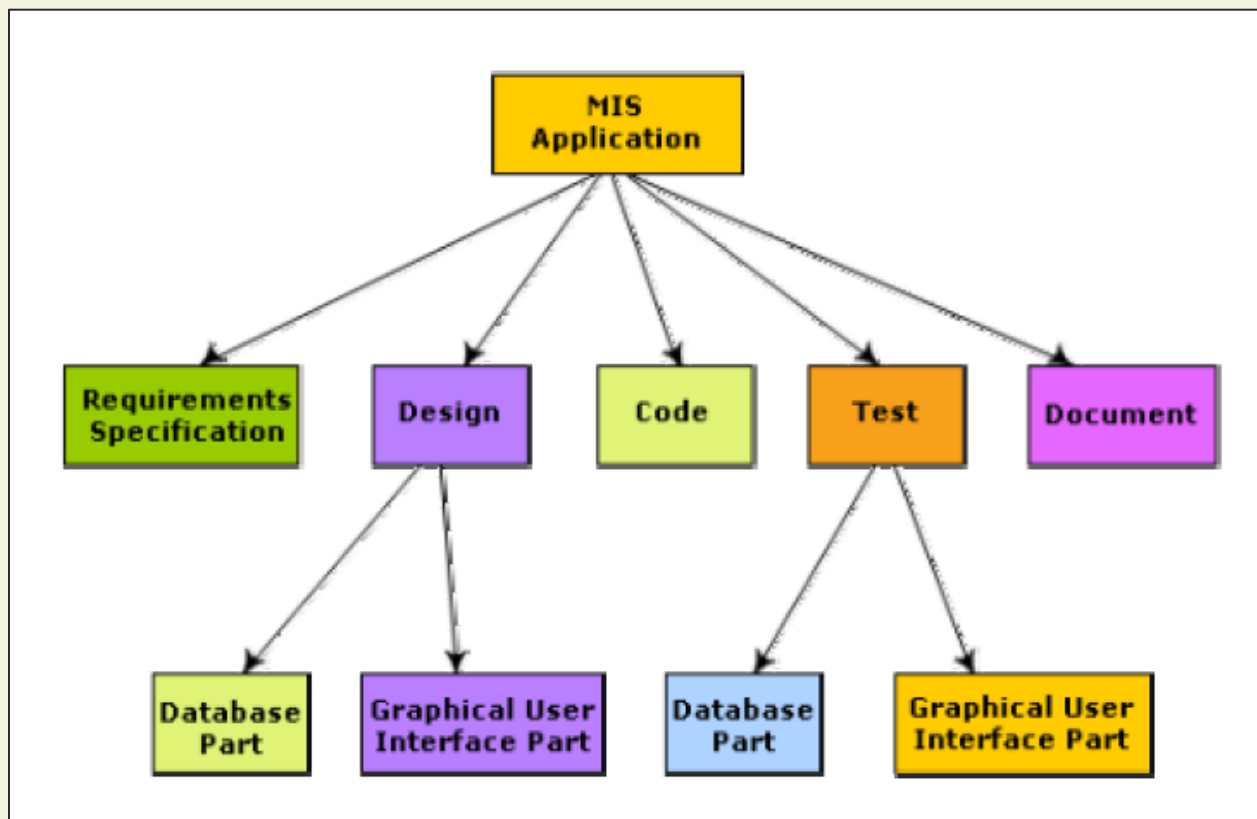 MIS
Application
Requirements
Specification
Design
Code
Test
Document
Database
Part
Graphical User
Interface Part
Database
Part
Graphical User
Interface Part